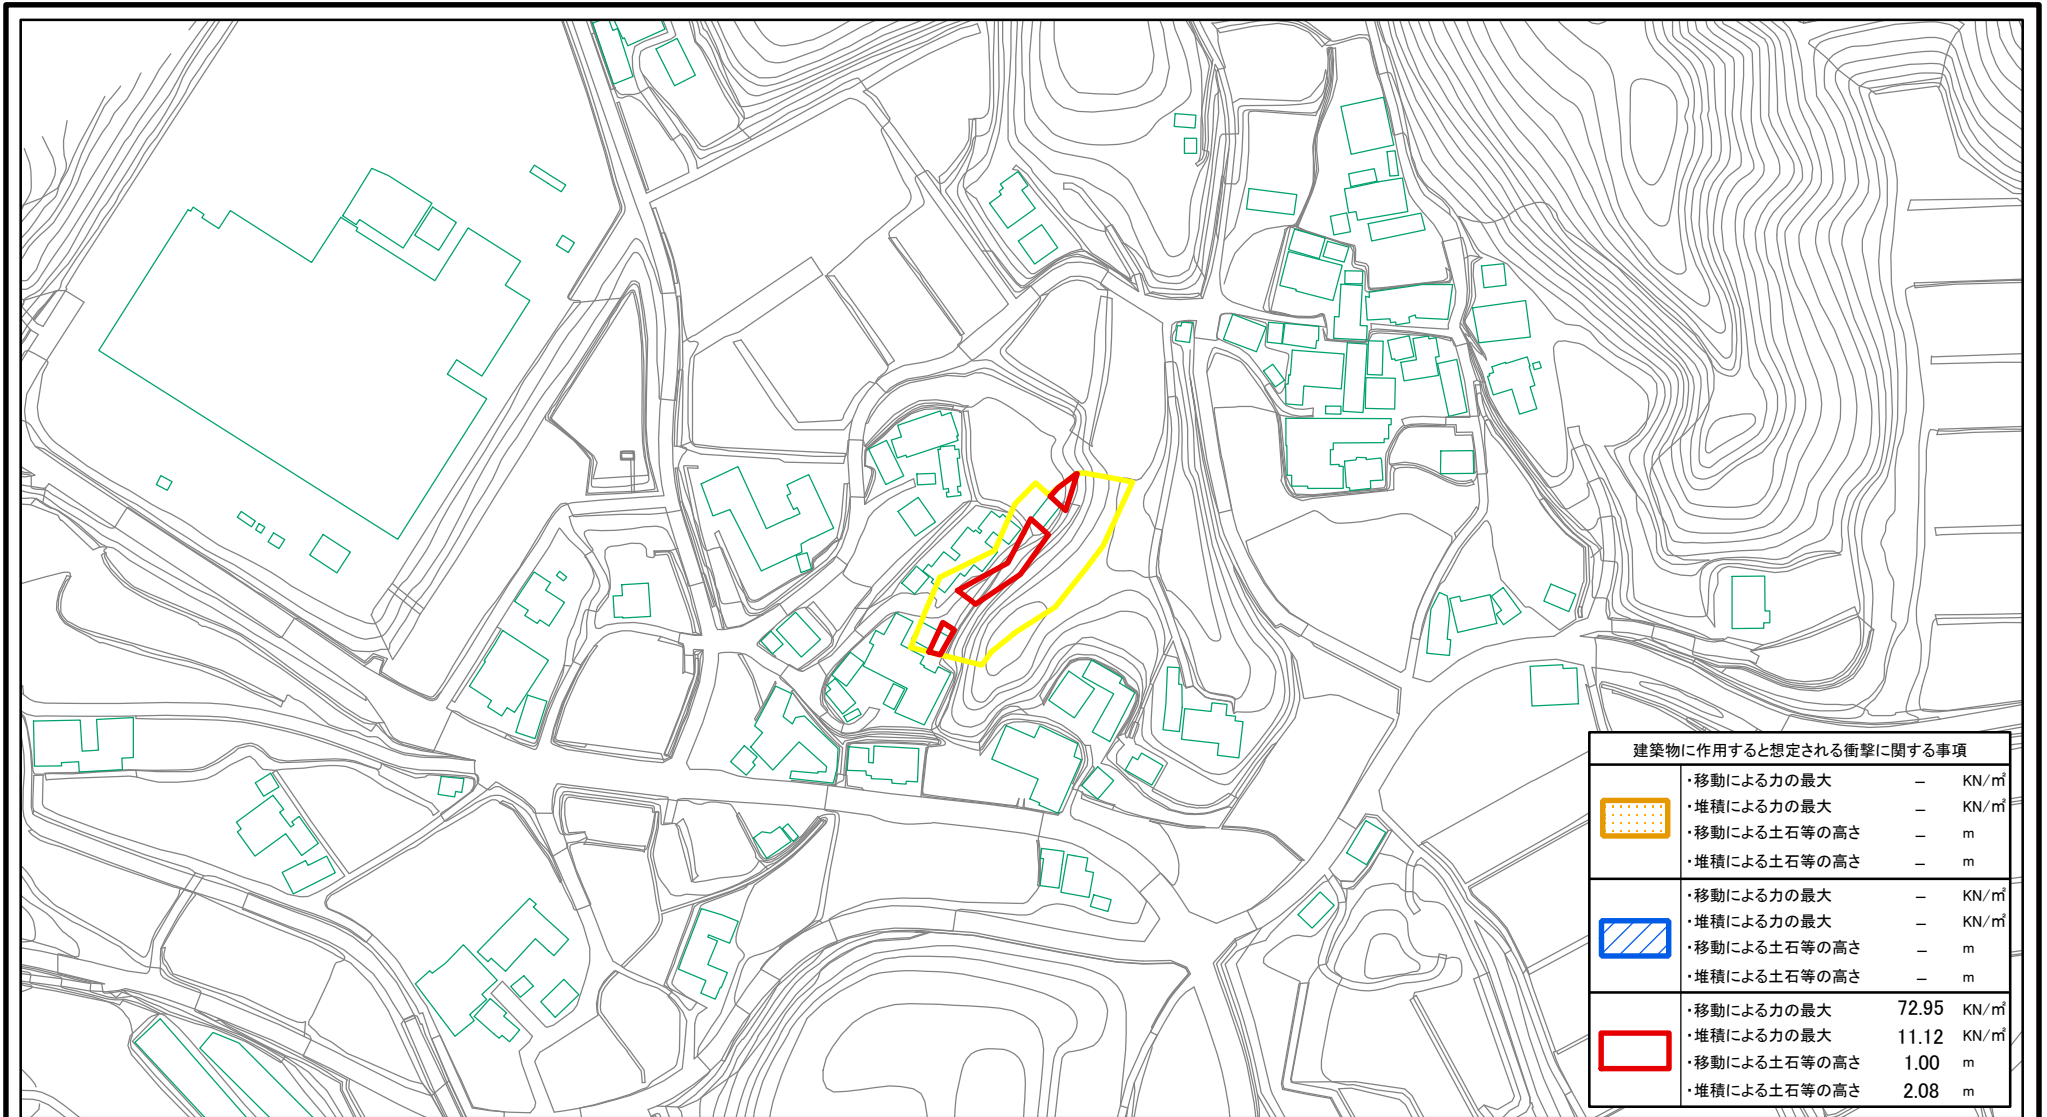 建築物に作用すると想定される衝撃に関する事項
・移動による力の最大 － KN/㎡
・堆積による力の最大 － KN/㎡
・移動による土石等の高さ － m
・堆積による土石等の高さ － m
・移動による力の最大 － KN/㎡
・堆積による力の最大 － KN/㎡
・移動による土石等の高さ － m
・堆積による土石等の高さ － m
・移動による力の最大 72.95 KN/㎡
・堆積による力の最大 11.12 KN/㎡
・移動による土石等の高さ 1.00 m
・堆積による土石等の高さ 2.08 m